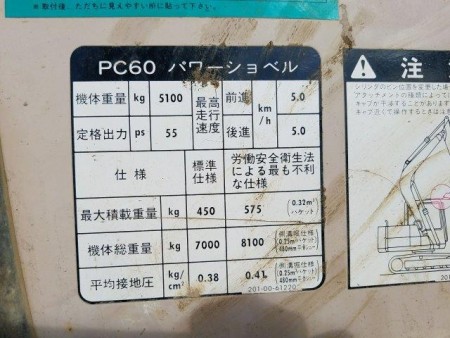 ※取付後、ただちに見えやすい所に貼って下さい。
PC60 パワーショベル
機体重量 kg 5100 最高走行速度 前進 km/h 5.0
定格出力 ps 55 後進 5.0
仕様 標準仕様 労働安全衛生法による最も不利な仕様
最大積載重量 kg 450 575 0.32m³バケット
機体総重量 kg 7000 8100
平均接地圧 kg/cm² 0.38 0.41
201-00-61220
注